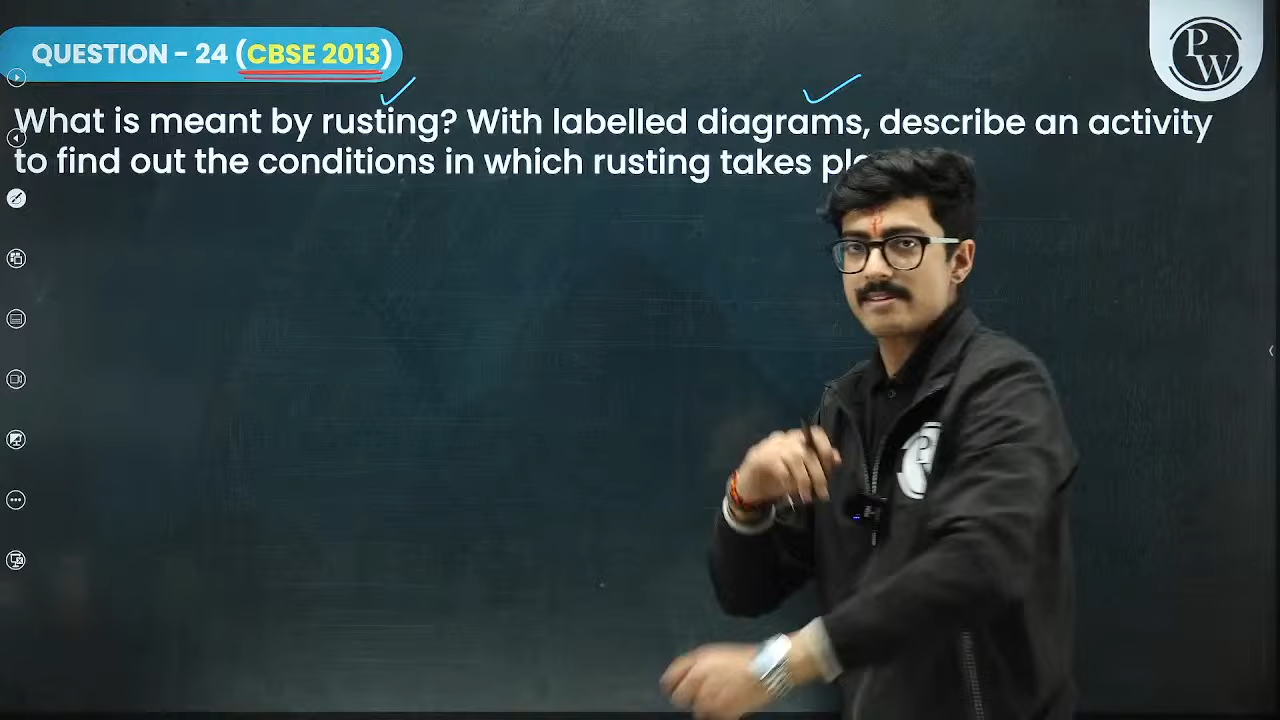 QUESTION - 24 (CBSE 2013)
PW
What is meant by rusting? With labelled diagrams, describe an activity
to find out the conditions in which rusting takes